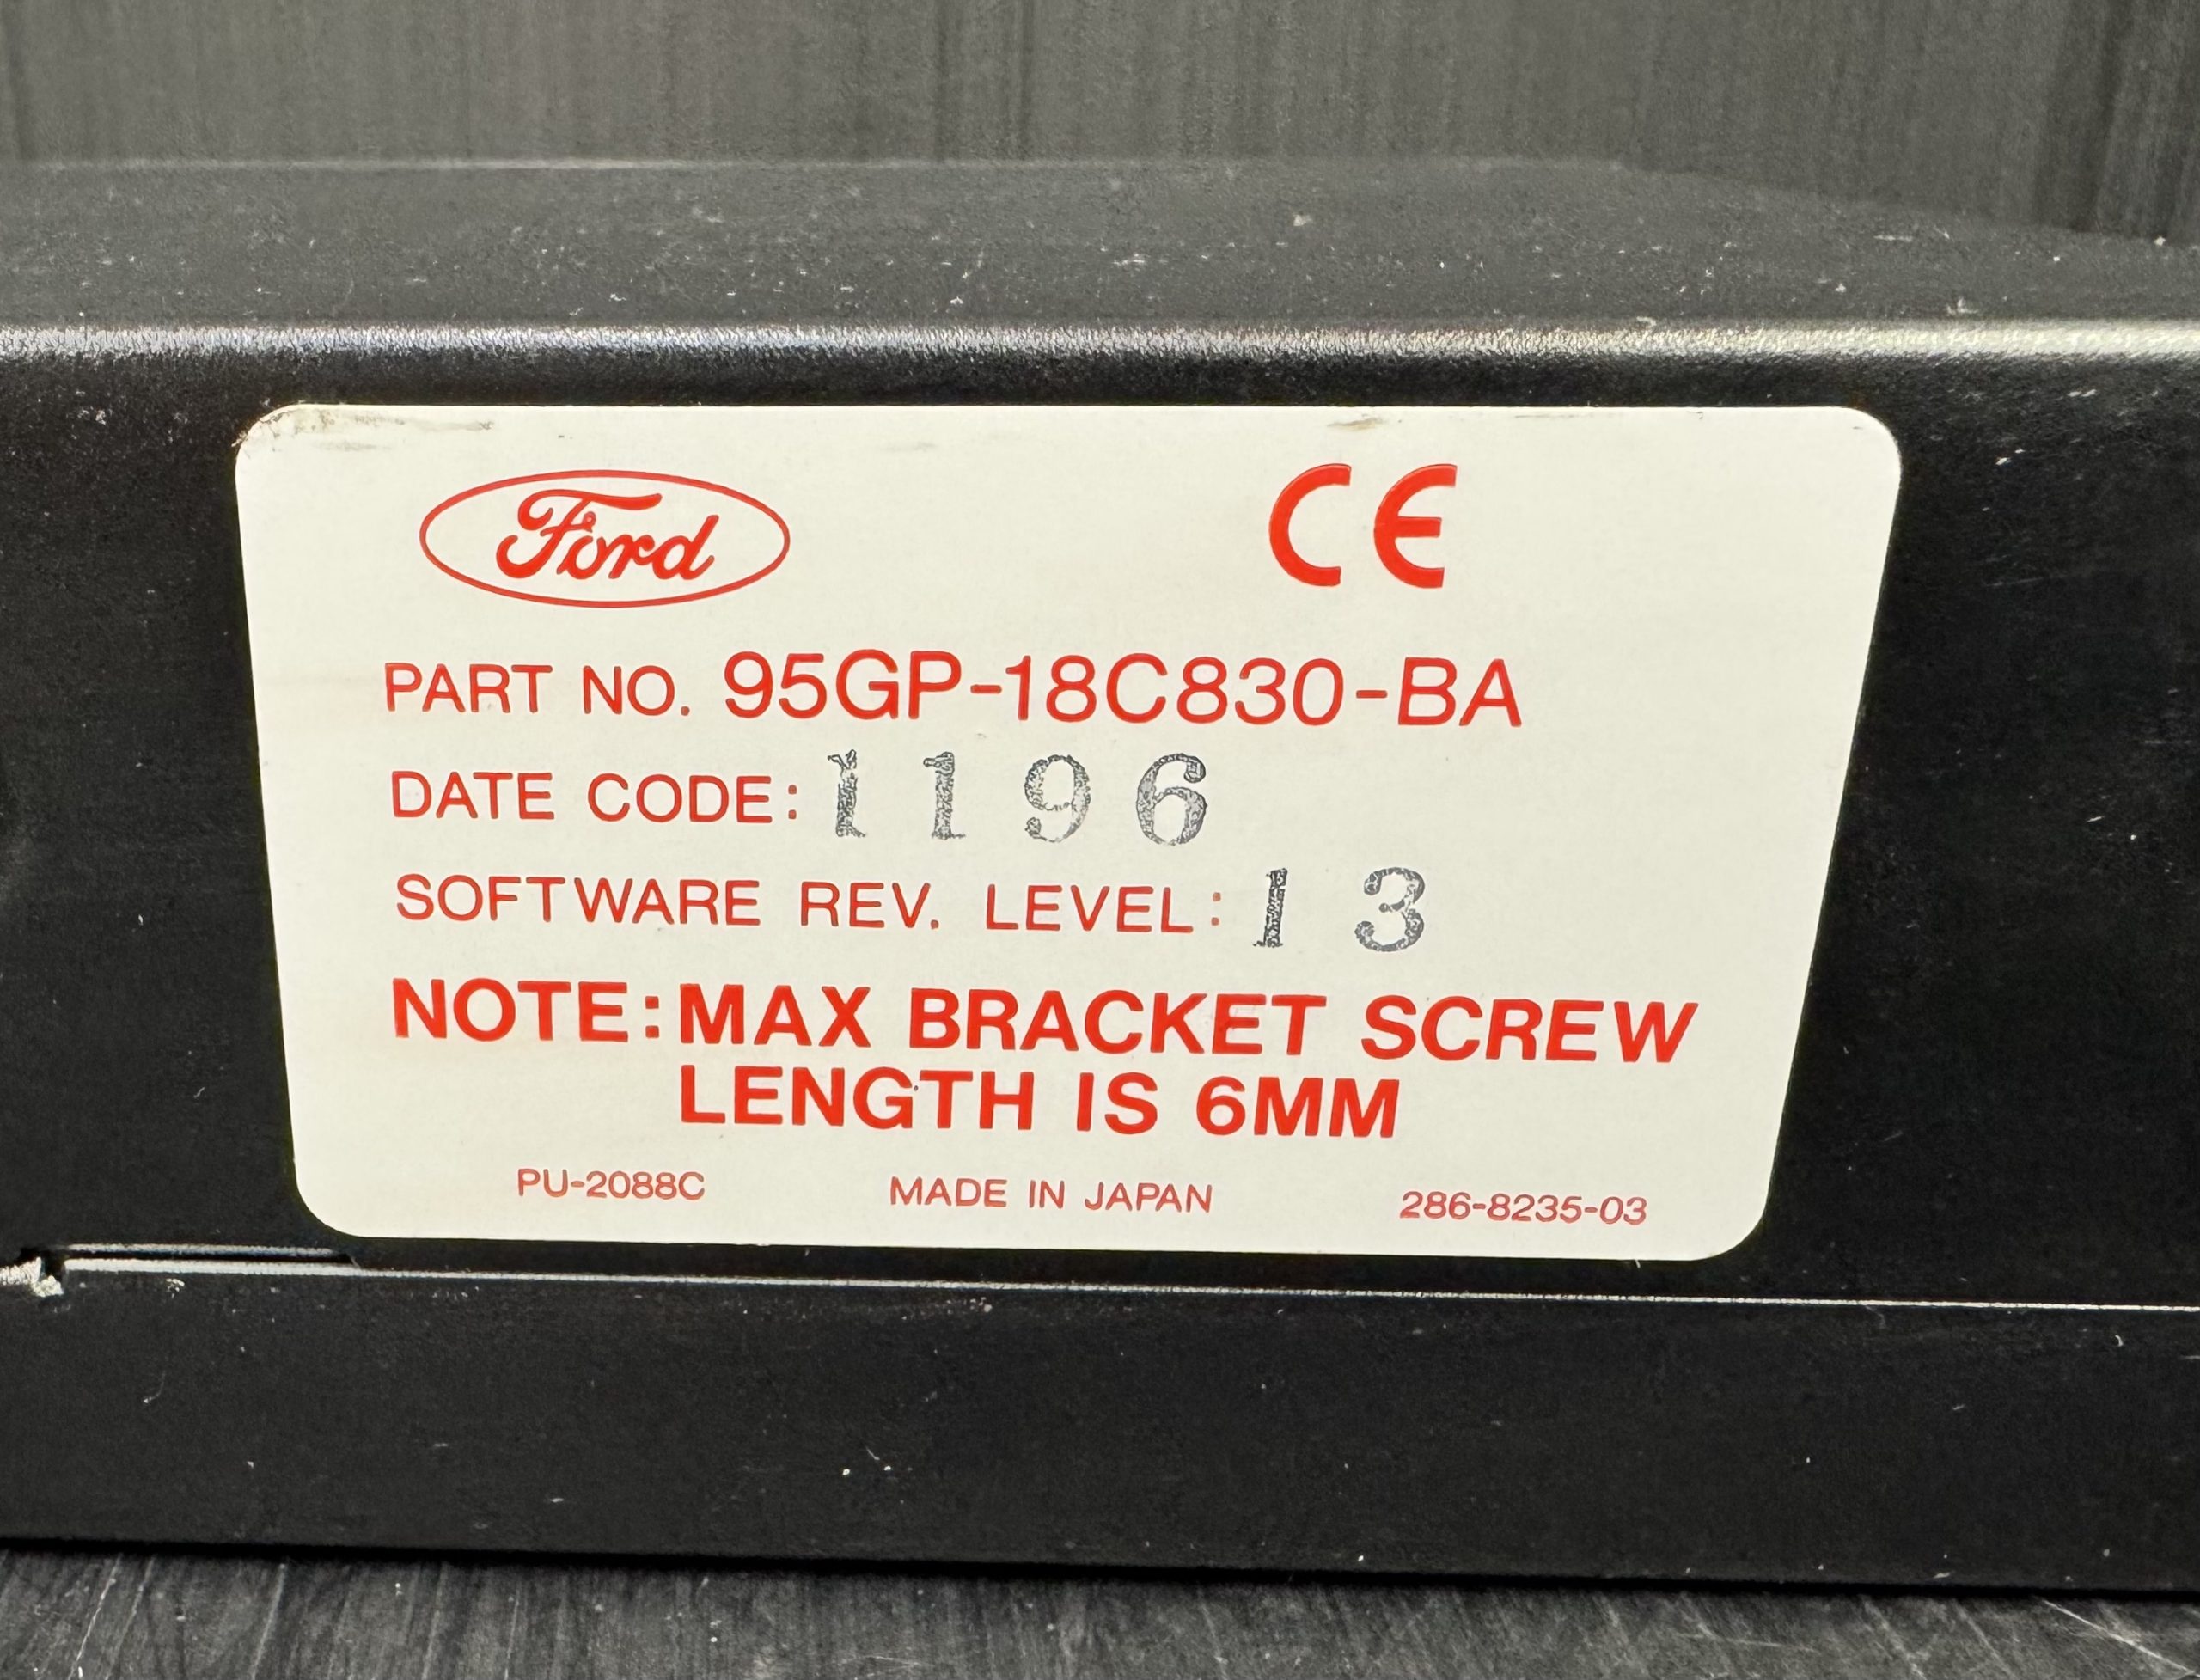 Ford CE
PART NO. 95GP-18C830-BA
DATE CODE: 1196
SOFTWARE REV. LEVEL: 13
NOTE: MAX BRACKET SCREW
LENGTH IS 6MM
PU-2088C MADE IN JAPAN 286-8235-03